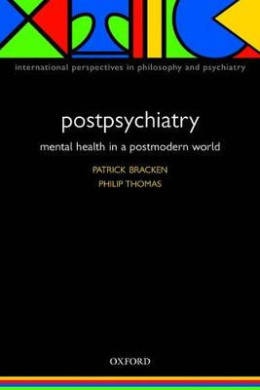 international perspectives in philosophy and psychiatry
postpsychiatry
mental health in a postmodern world
PATRICK BRACKEN
PHILIP THOMAS
OXFORD